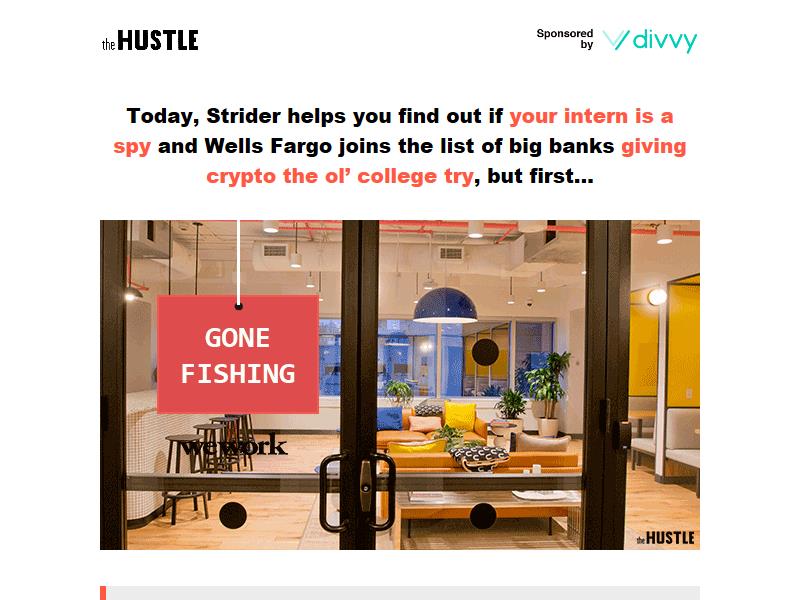 the HUSTLE
Sponsored
by
divvy
Today, Strider helps you find out if your intern is a
spy and Wells Fargo joins the list of big banks giving
crypto the ol’ college try, but first...
GONE
FISHING
wework
the HUSTLE